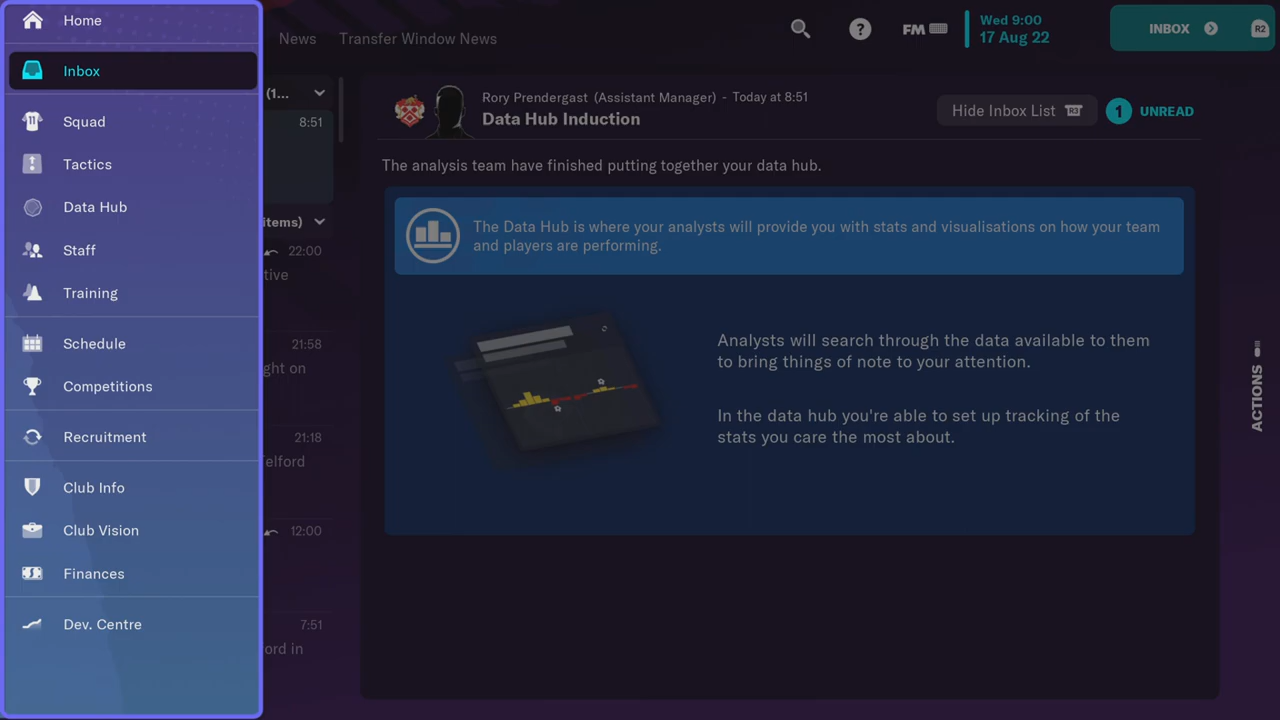 Home
Inbox
Squad
Tactics
Data Hub
Staff
Training
Schedule
Competitions
Recruitment
Club Info
Club Vision
Finances
Dev. Centre
News
Transfer Window News
FM
Wed 9:00
17 Aug 22
INBOX
R2
(1...
8:51
items)
22:00
tive
21:58
ght on
21:18
Telford
12:00
7:51
ord in
Rory Prendergast (Assistant Manager) - Today at 8:51
Data Hub Induction
Hide Inbox List R3
1 UNREAD
The analysis team have finished putting together your data hub.
The Data Hub is where your analysts will provide you with stats and visualisations on how your team
and players are performing.
Analysts will search through the data available to them
to bring things of note to your attention.
In the data hub you're able to set up tracking of the
stats you care the most about.
ACTIONS